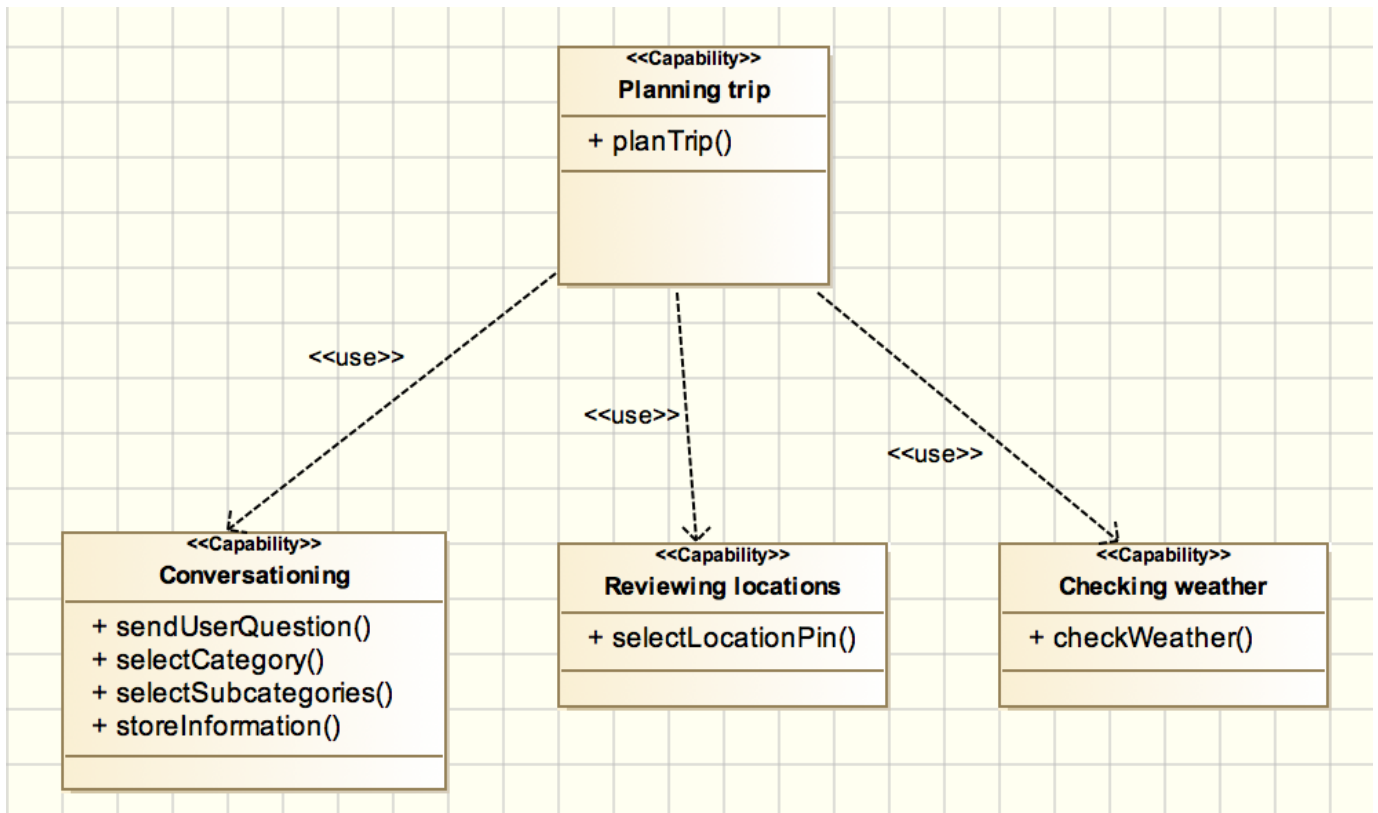 <<Capability>>
Planning trip
+ planTrip()
<<use>>
<<use>>
<<use>>
<<Capability>>
Conversationing
+ sendUserQuestion()
+ selectCategory()
+ selectSubcategories()
+ storeInformation()
<<Capability>>
Reviewing locations
+ selectLocationPin()
<<Capability>>
Checking weather
+ checkWeather()